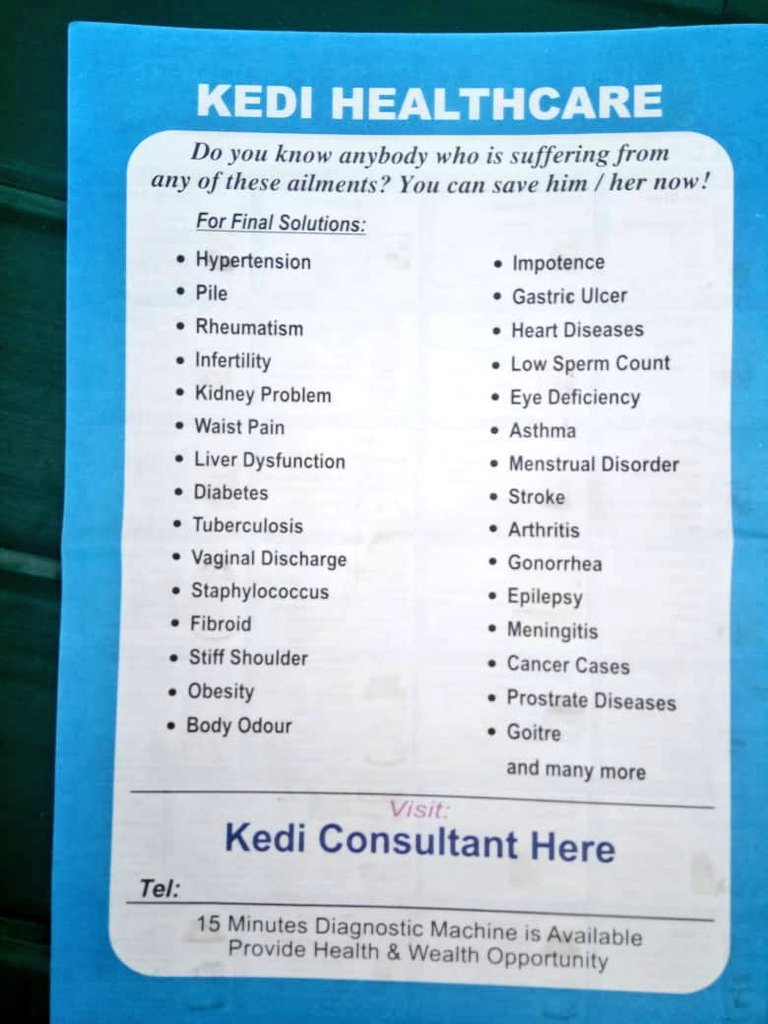 KEDI HEALTHCARE
Do you know anybody who is suffering from
any of these ailments? You can save him / her now!
For Final Solutions:
• Hypertension
• Pile
• Rheumatism
• Infertility
• Kidney Problem
• Waist Pain
• Liver Dysfunction
• Diabetes
• Tuberculosis
• Vaginal Discharge
• Staphylococcus
• Fibroid
• Stiff Shoulder
• Obesity
• Body Odour
• Impotence
• Gastric Ulcer
• Heart Diseases
• Low Sperm Count
• Eye Deficiency
• Asthma
• Menstrual Disorder
• Stroke
• Arthritis
• Gonorrhea
• Epilepsy
• Meningitis
• Cancer Cases
• Prostrate Diseases
• Goitre
and many more
Visit:
Kedi Consultant Here
Tel:
15 Minutes Diagnostic Machine is Available
Provide Health & Wealth Opportunity